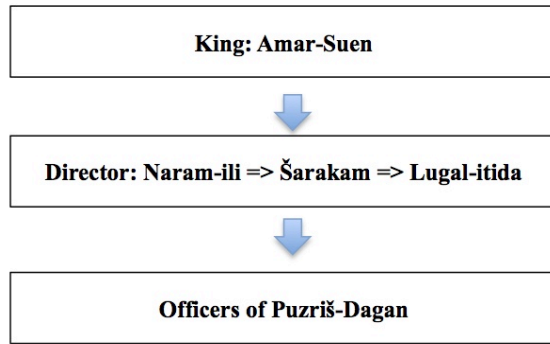 King: Amar-Suen
Director: Naram-ili => Šarakam => Lugal-itida
Officers of Puzriš-Dagan